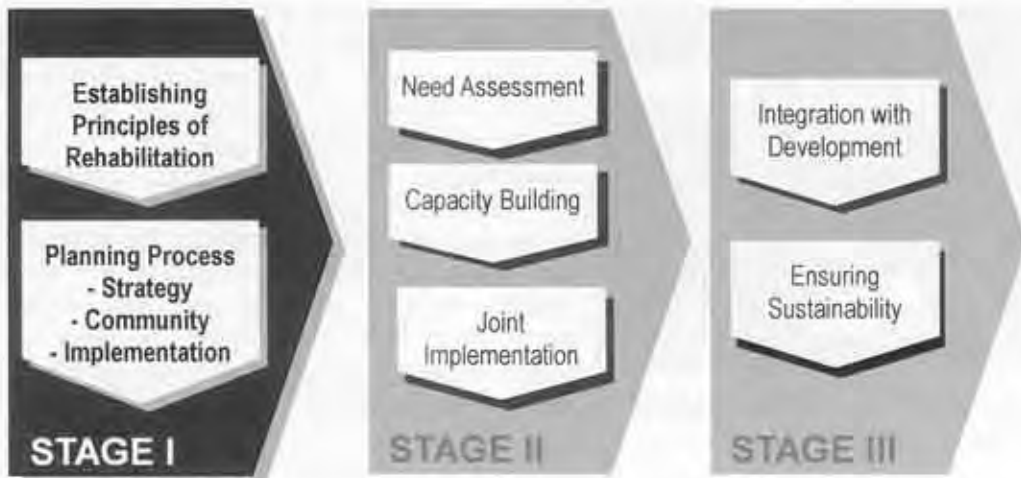 Establishing
Principles of
Rehabilitation
Planning Process
- Strategy
- Community
- Implementation
STAGE I
Need Assessment
Capacity Building
Joint
Implementation
STAGE II
Integration with
Development
Ensuring
Sustainability
STAGE III